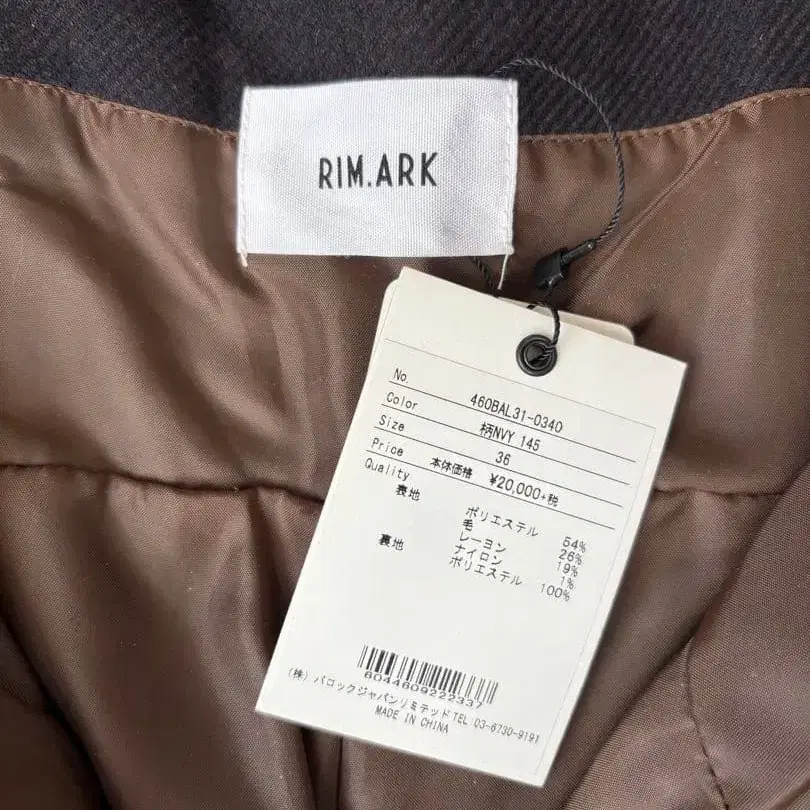 RIM.ARK
No. 460BAL31-0340
Color 柄NVY 145
Size 36
Price 本体価格 ¥20,000+税
Quality
表地 ポリエステル 54%
毛 26%
レーヨン 19%
ナイロン 1%
裏地 ポリエステル 100%
6044609222337
(株)バロックジャパンリミテッド TEL 03-6730-9191
MADE IN CHINA